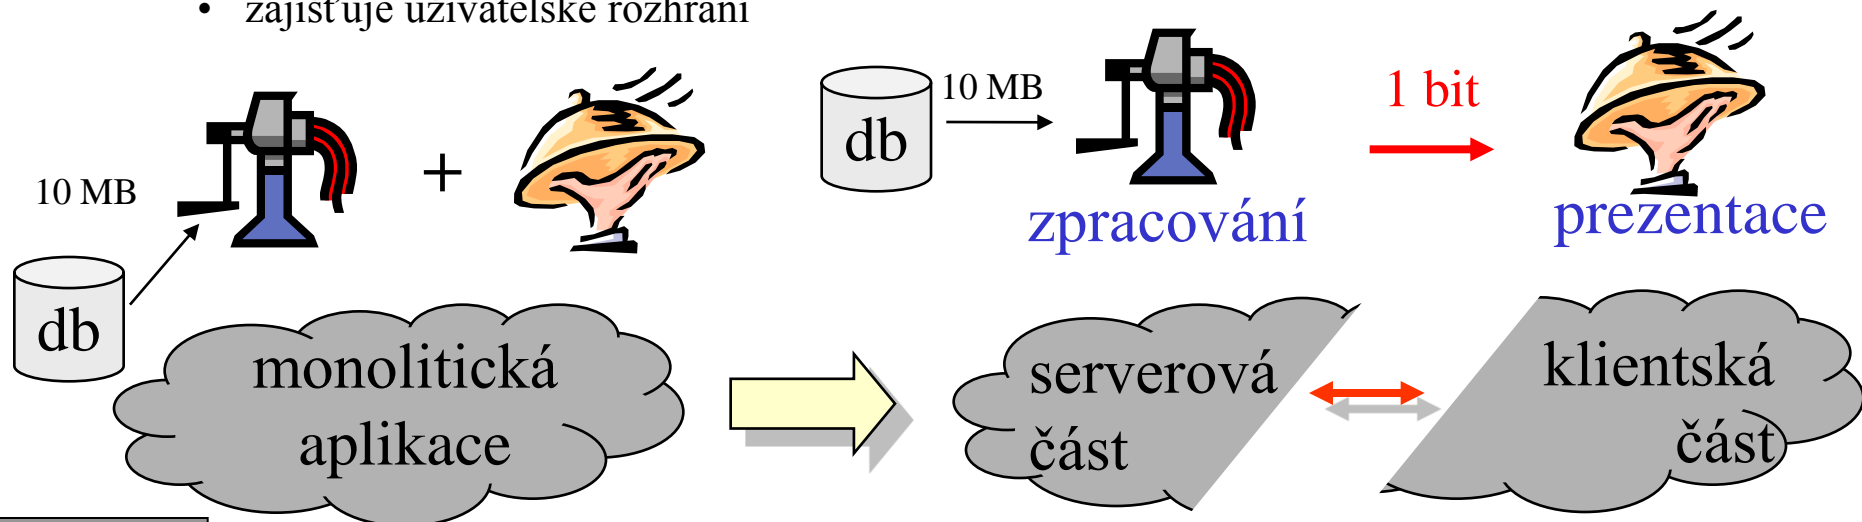 • zajišťuje uživatelské rozhraní
10 MB
+
db
monolitická
aplikace
db
10 MB
zpracování
1 bit
prezentace
serverová
část
klientská
část